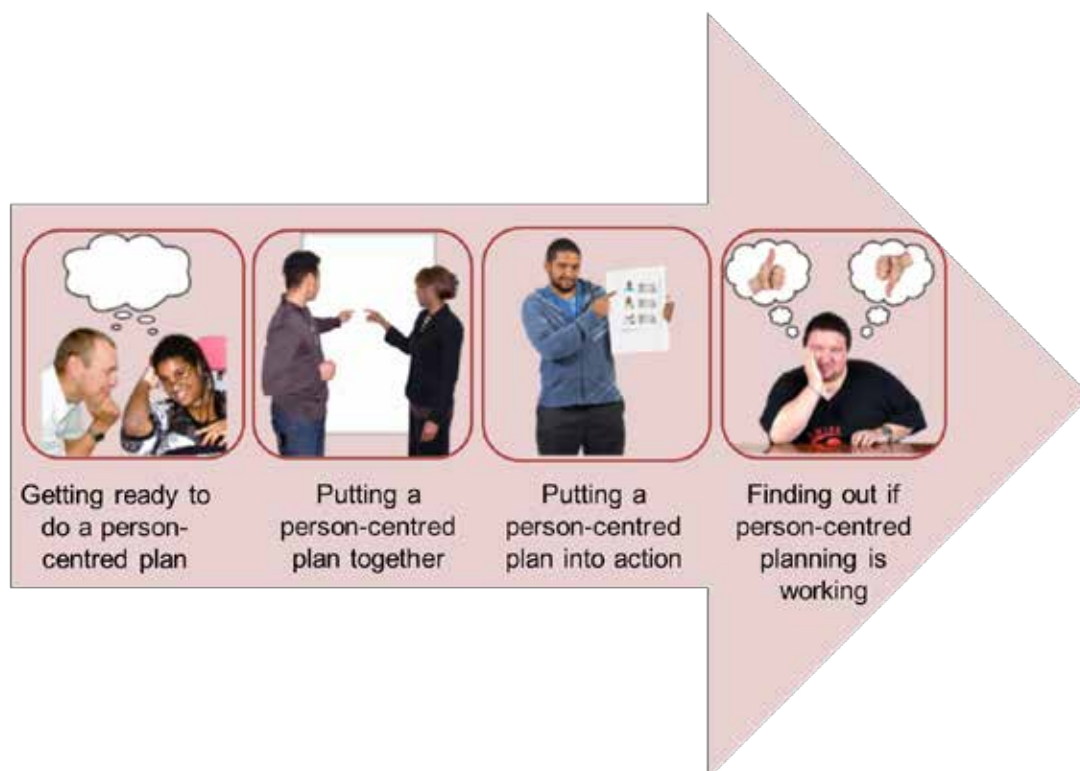 Getting ready to
do a person-
centred plan
Putting a
person-centred
plan together
Putting a
person-centred
plan into action
Finding out if
person-centred
planning is
working